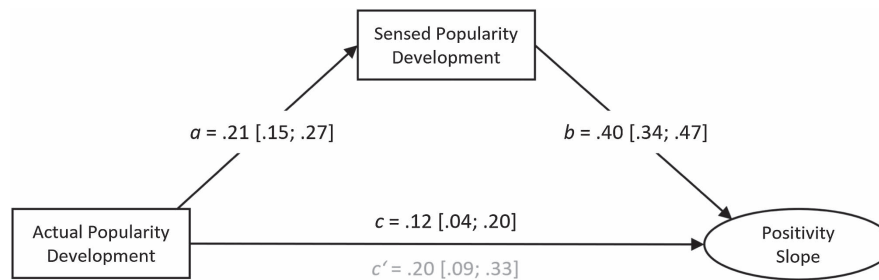 Sensed Popularity
Development
a = .21 [.15; .27]
b = .40 [.34; .47]
Actual Popularity
Development
c = .12 [.04; .20]
c‘ = .20 [.09; .33]
Positivity
Slope